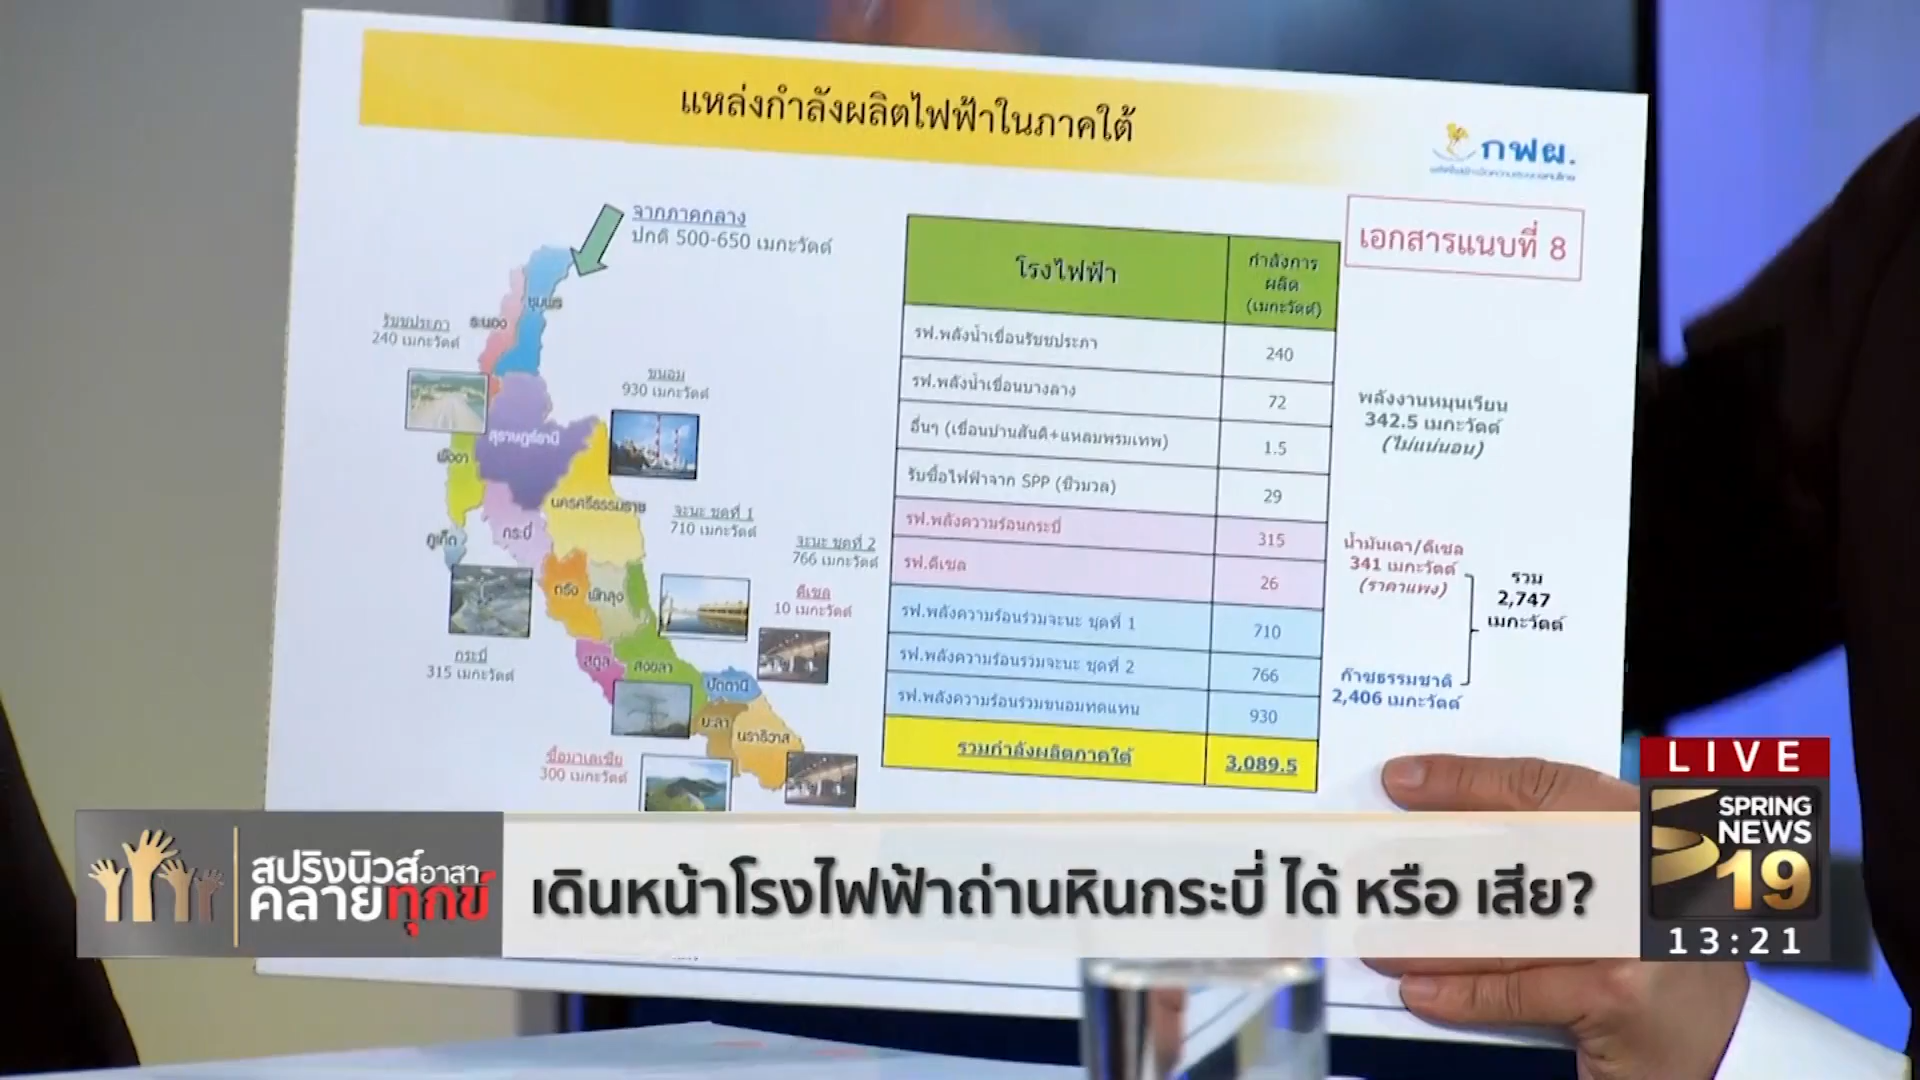 แหล่งกำลังผลิตไฟฟ้าในภาคใต้
กฟผ.
เอกสารแนบที่ 8
จากภาคกลาง
ปกติ 500-650 เมกะวัตต์
ชุมพร
ระนอง
รัชชประภา
240 เมกะวัตต์
ขนอม
930 เมกะวัตต์
สุราษฎร์ธานี
พังงา
นครศรีธรรมราช
กระบี่
ภูเก็ต
จะนะ ชุดที่ 1
710 เมกะวัตต์
จะนะ ชุดที่ 2
766 เมกะวัตต์
ดีเซล
10 เมกะวัตต์
ตรัง
พัทลุง
กระบี่
315 เมกะวัตต์
สตูล
สงขลา
ปัตตานี
ยะลา
นราธิวาส
ซื้อมาเลเซีย
300 เมกะวัตต์
โรงไฟฟ้า
กำลังการ
ผลิต
(เมกะวัตต์)
รฟ.พลังน้ำเขื่อนรัชชประภา 240
รฟ.พลังน้ำเขื่อนบางลาง 72
อื่นๆ (เขื่อนบ้านสันติ+แหลมพรมเทพ) 1.5
รับซื้อไฟฟ้าจาก SPP (ชีวมวล) 29
รฟ.พลังความร้อนกระบี่ 315
รฟ.ดีเซล 26
รฟ.พลังความร้อนร่วมจะนะ ชุดที่ 1 710
รฟ.พลังความร้อนร่วมจะนะ ชุดที่ 2 766
รฟ.พลังความร้อนร่วมขนอมทดแทน 930
รวมกำลังผลิตภาคใต้ 3,089.5
พลังงานหมุนเวียน
342.5 เมกะวัตต์
(ไม่แน่นอน)
น้ำมันเตา/ดีเซล
341 เมกะวัตต์
(ราคาแพง)
รวม
2,747
เมกะวัตต์
ก๊าซธรรมชาติ
2,406 เมกะวัตต์
สปริงนิวส์อาสา
คลายทุกข์
เดินหน้าโรงไฟฟ้าถ่านหินกระบี่ ได้ หรือ เสีย?
LIVE
SPRING
NEWS
19
13:21